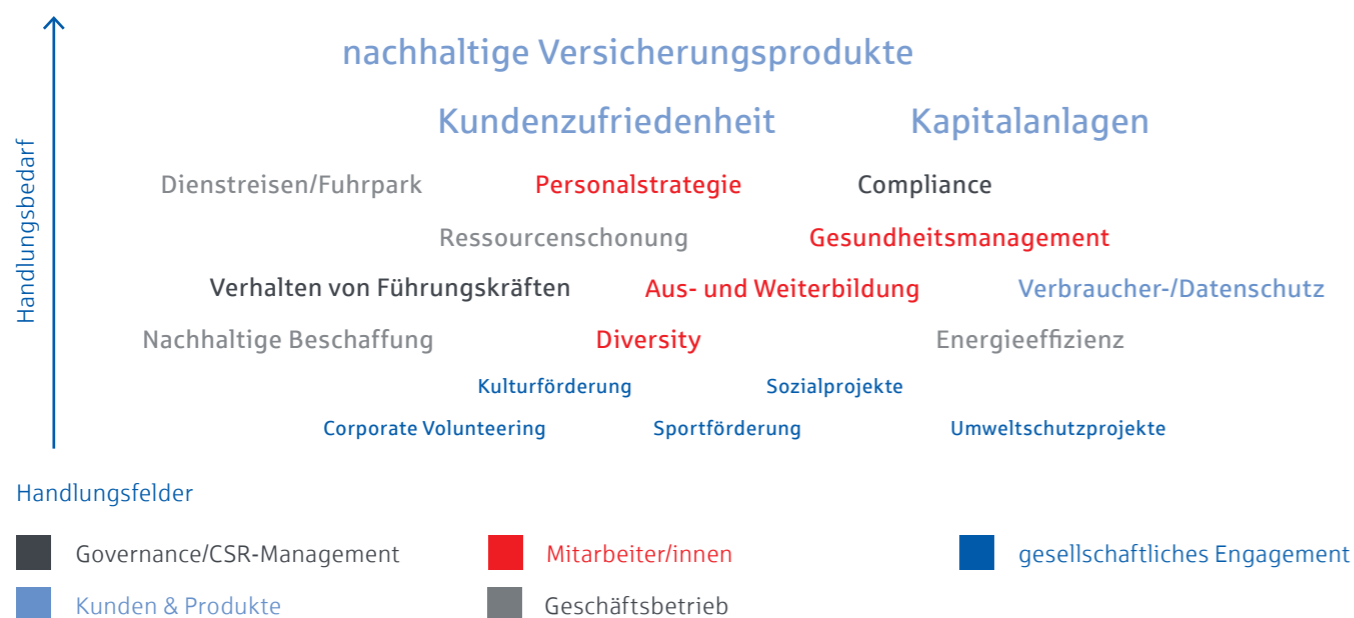 Handlungsbedarf
nachhaltige Versicherungsprodukte
Kundenzufriedenheit Kapitalanlagen
Dienstreisen/Fuhrpark Personalstrategie Compliance
Ressourcenschonung Gesundheitsmanagement
Verhalten von Führungskräften Aus- und Weiterbildung Verbraucher-/Datenschutz
Nachhaltige Beschaffung Diversity Energieeffizienz
Kulturförderung Sozialprojekte
Corporate Volunteering Sportförderung Umweltschutzprojekte
Handlungsfelder
Governance/CSR-Management Mitarbeiter/innen gesellschaftliches Engagement
Kunden & Produkte Geschäftsbetrieb